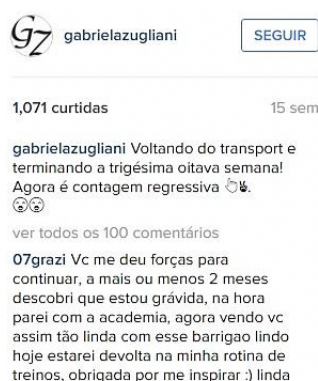 GZ gabrielazugliani SEGUIR
1,071 curtidas 15 sem
gabrielazugliani Voltando do transport e
terminando a trigésima oitava semana!
Agora é contagem regressiva 👆✌.
😮😮
ver todos os 100 comentários
07grazi Vc me deu forças para
continuar, a mais ou menos 2 meses
descobri que estou grávida, na hora
parei com a academia, agora vendo vc
assim tão linda com esse barrigao lindo
hoje estarei devolta na minha rotina de
treinos, obrigada por me inspirar :) linda